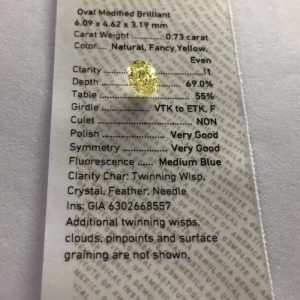 Oval Modified Brilliant
6.09 x 4.62 x 3.19 mm
Carat Weight .......... 0.73 carat
Color .... Natural, Fancy Yellow,
Even
Clarity .......... I1
Depth .......... 69.0%
Table .......... 55%
Girdle .......... VTK to ETK, F
Culet .......... NON
Polish .......... Very Good
Symmetry .......... Very Good
Fluorescence .......... Medium Blue
Clarity Char: Twinning Wisp,
Crystal, Feather, Needle
Ins: GIA 6302668557
Additional twinning wisps,
clouds, pinpoints and surface
graining are not shown.